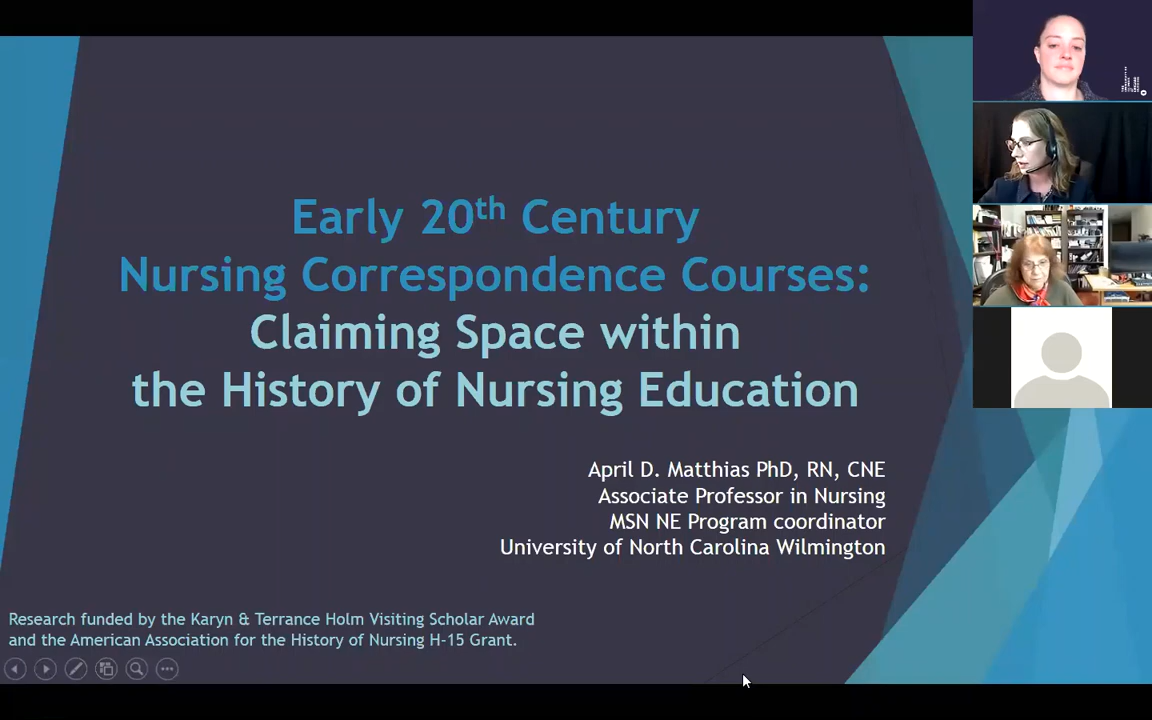 Early 20th Century
Nursing Correspondence Courses:
Claiming Space within
the History of Nursing Education
April D. Matthias PhD, RN, CNE
Associate Professor in Nursing
MSN NE Program coordinator
University of North Carolina Wilmington
Research funded by the Karyn & Terrance Holm Visiting Scholar Award
and the American Association for the History of Nursing H-15 Grant.